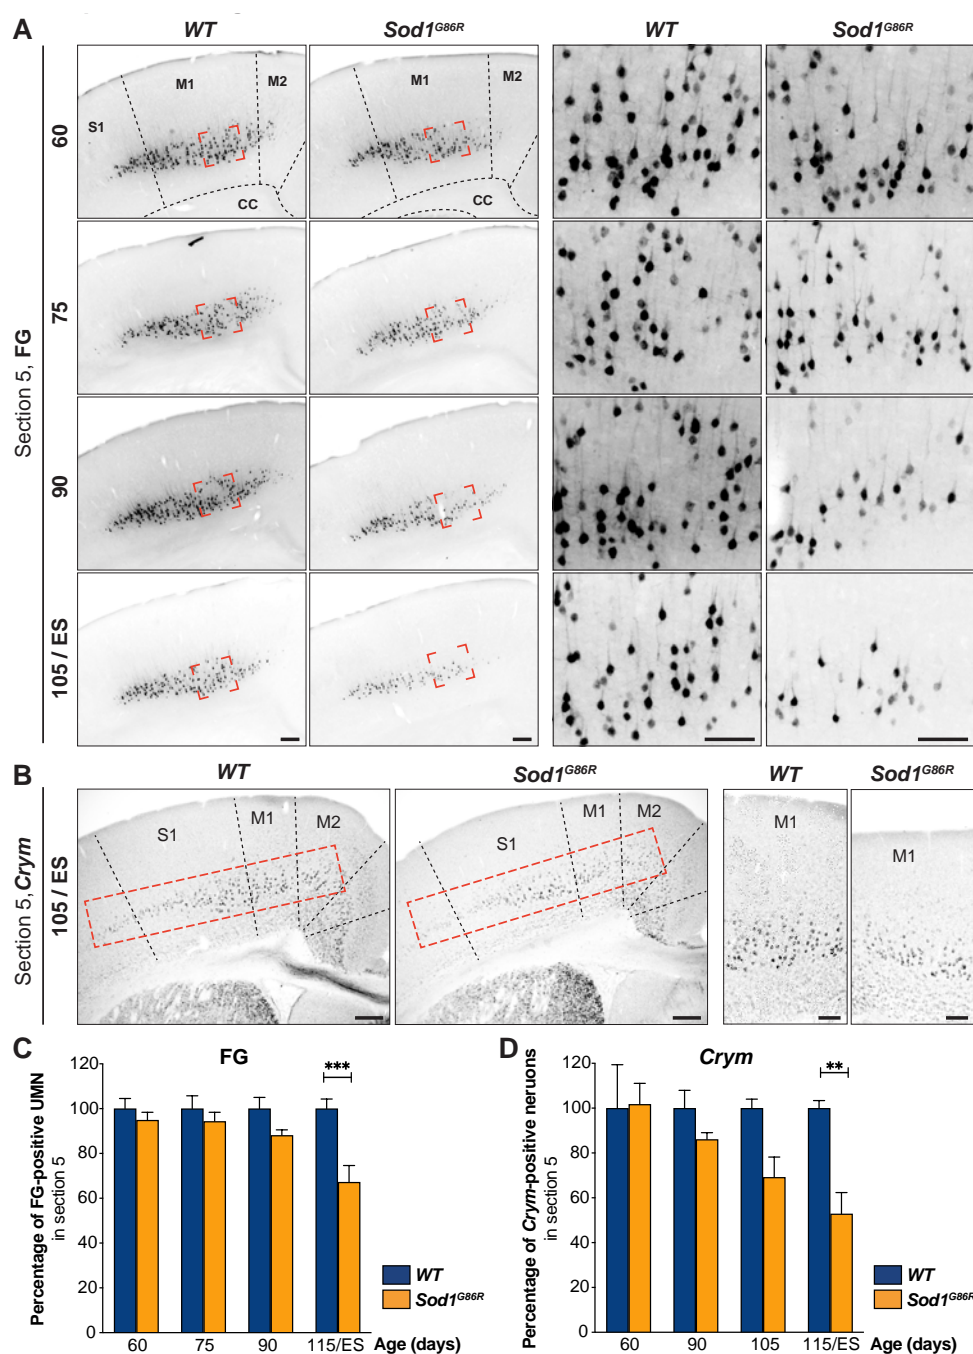 A
WT
Sod1G86R
WT
Sod1G86R
Section 5, FG
60
S1
M1
M2
CC
M1
M2
CC
75
90
105 / ES
B
WT
Sod1G86R
WT
Sod1G86R
Section 5, Crym
105 / ES
S1
M1
M2
S1
M1
M2
M1
M1
C
FG
Percentage of FG-positive UMN
in section 5
120
100
80
60
40
20
0
***
60
75
90
115/ES
Age (days)
WT
Sod1G86R
D
Crym
Percentage of Crym-positive neruons
in section 5
120
100
80
60
40
20
0
**
60
90
105
115/ES
Age (days)
WT
Sod1G86R